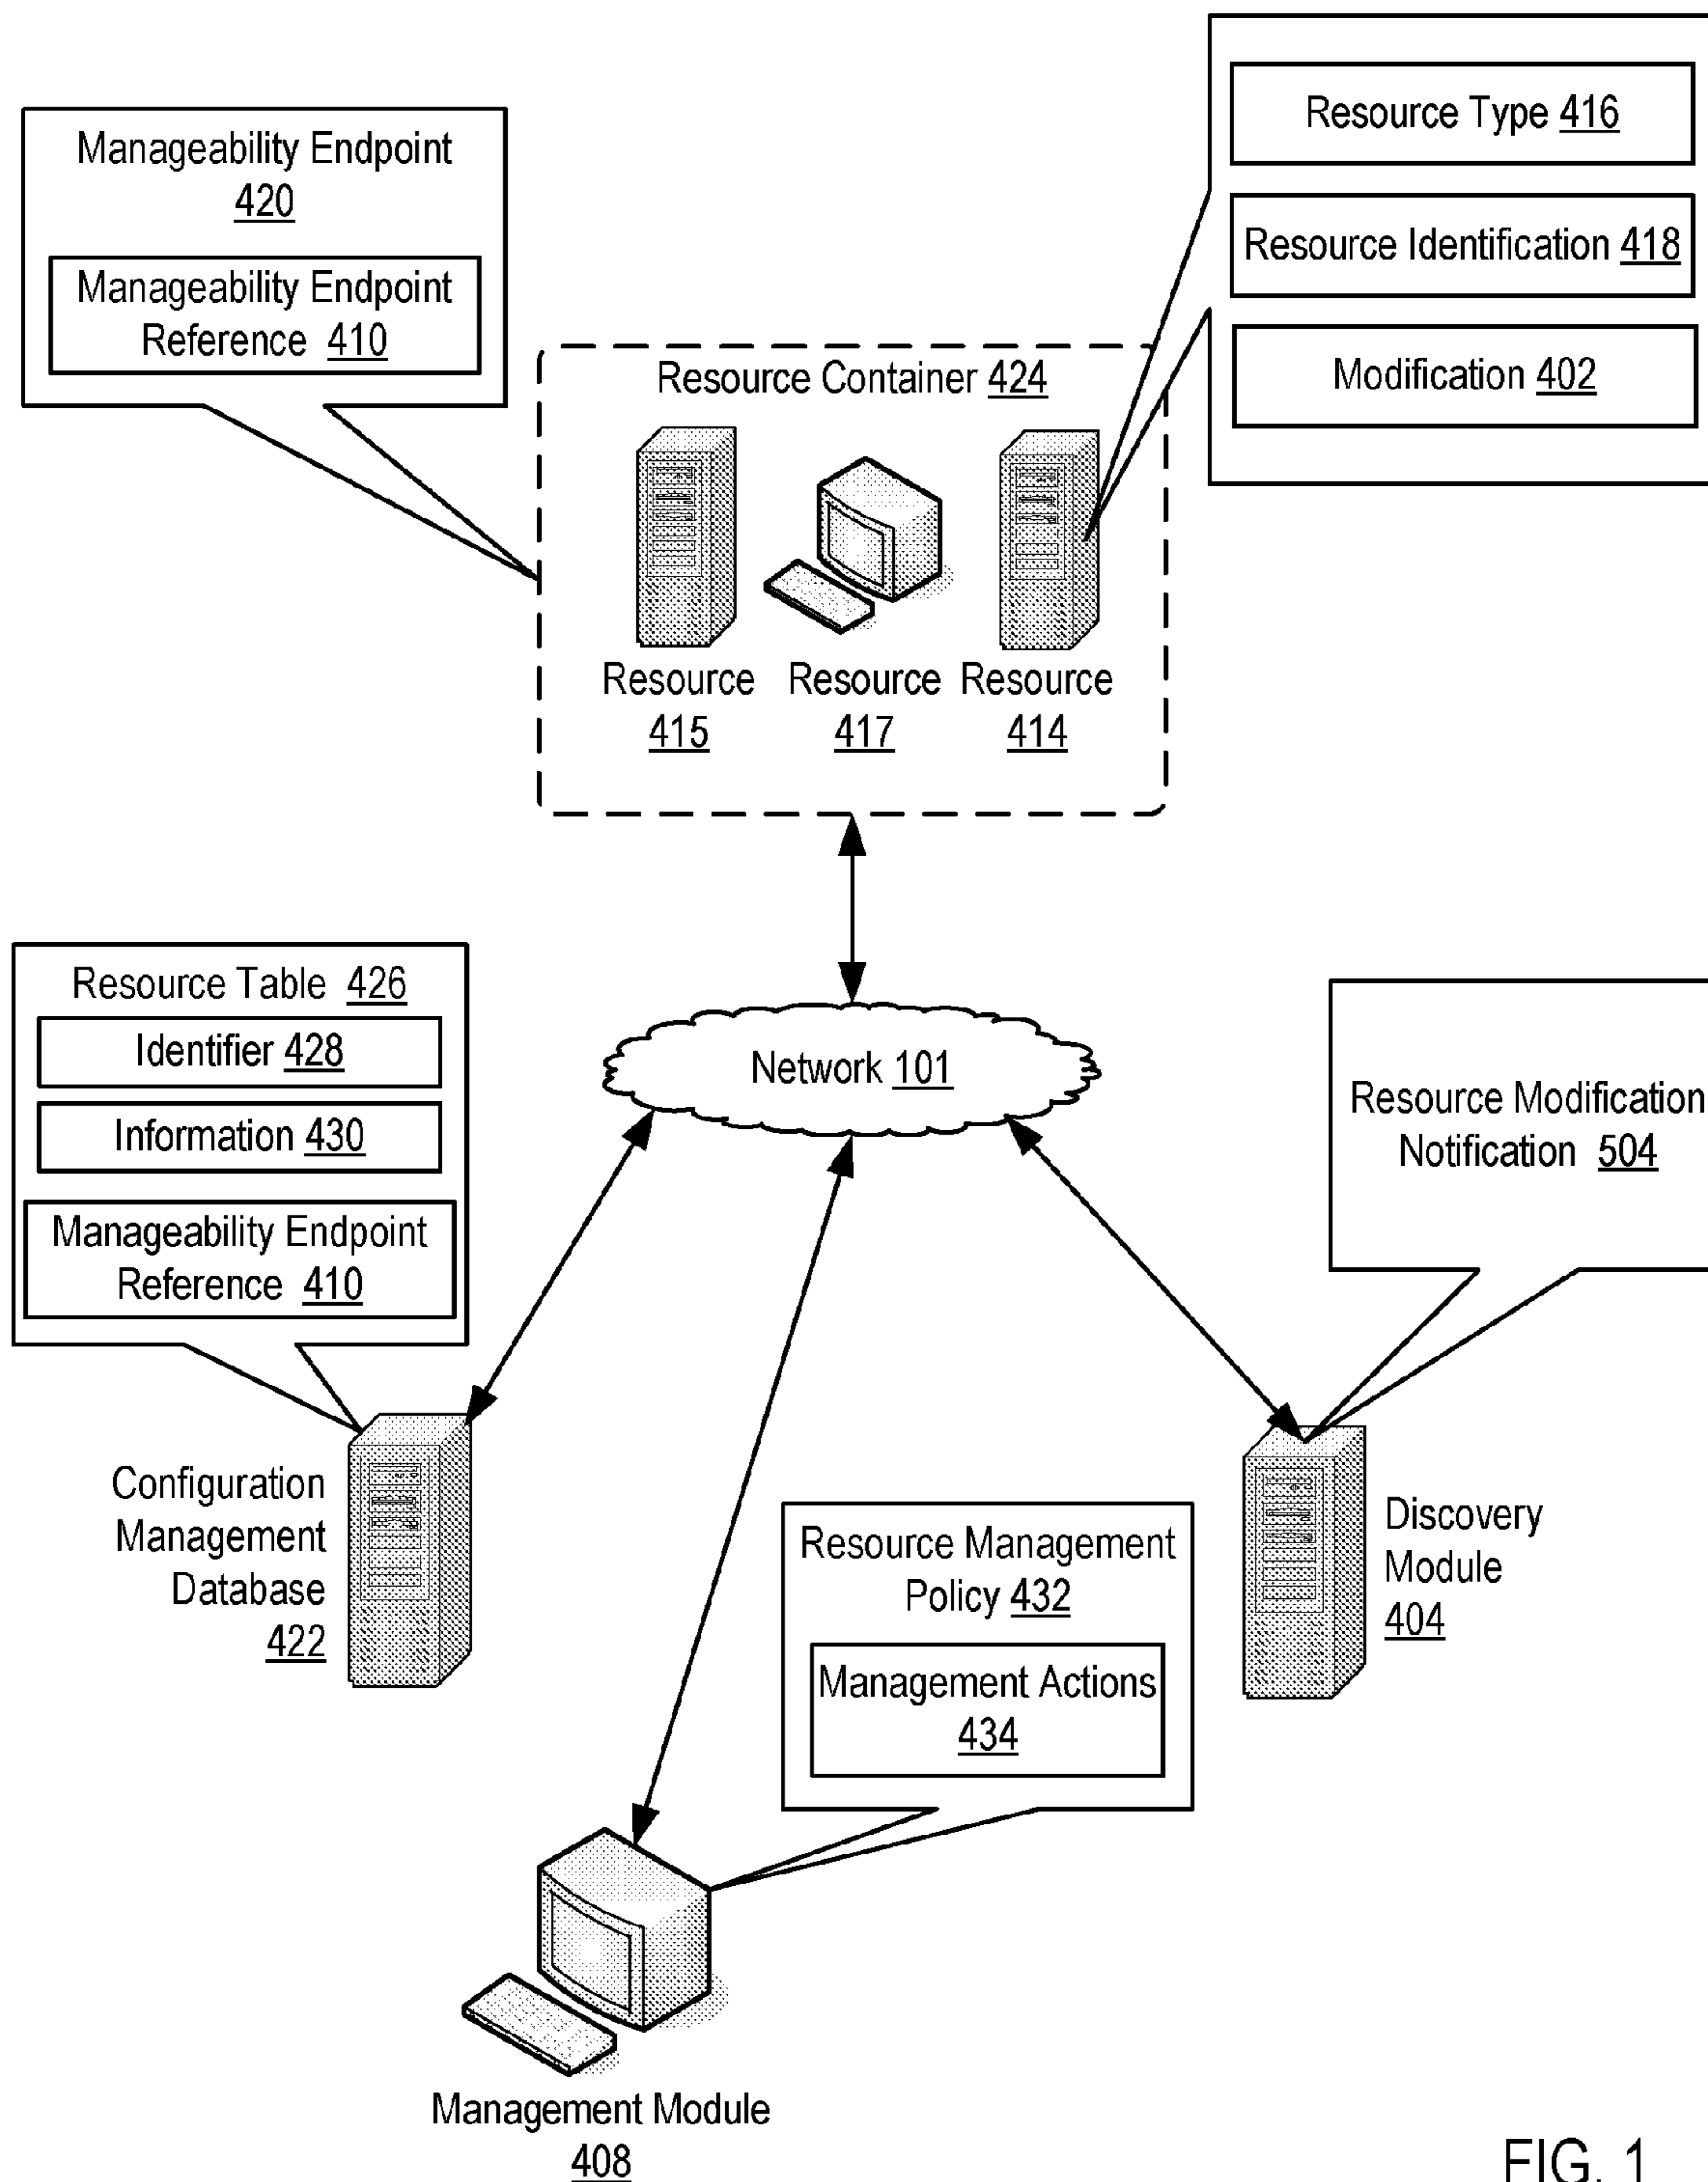 Resource Type 416
Resource Identification 418
Modification 402
Manageability Endpoint
420
Manageability Endpoint
Reference 410
Resource Container 424
Resource
415
Resource
417
Resource
414
Resource Table 426
Identifier 428
Information 430
Manageability Endpoint
Reference 410
Network 101
Resource Modification
Notification 504
Configuration
Management
Database
422
Resource Management
Policy 432
Management Actions
434
Discovery
Module
404
Management Module
408
FIG. 1